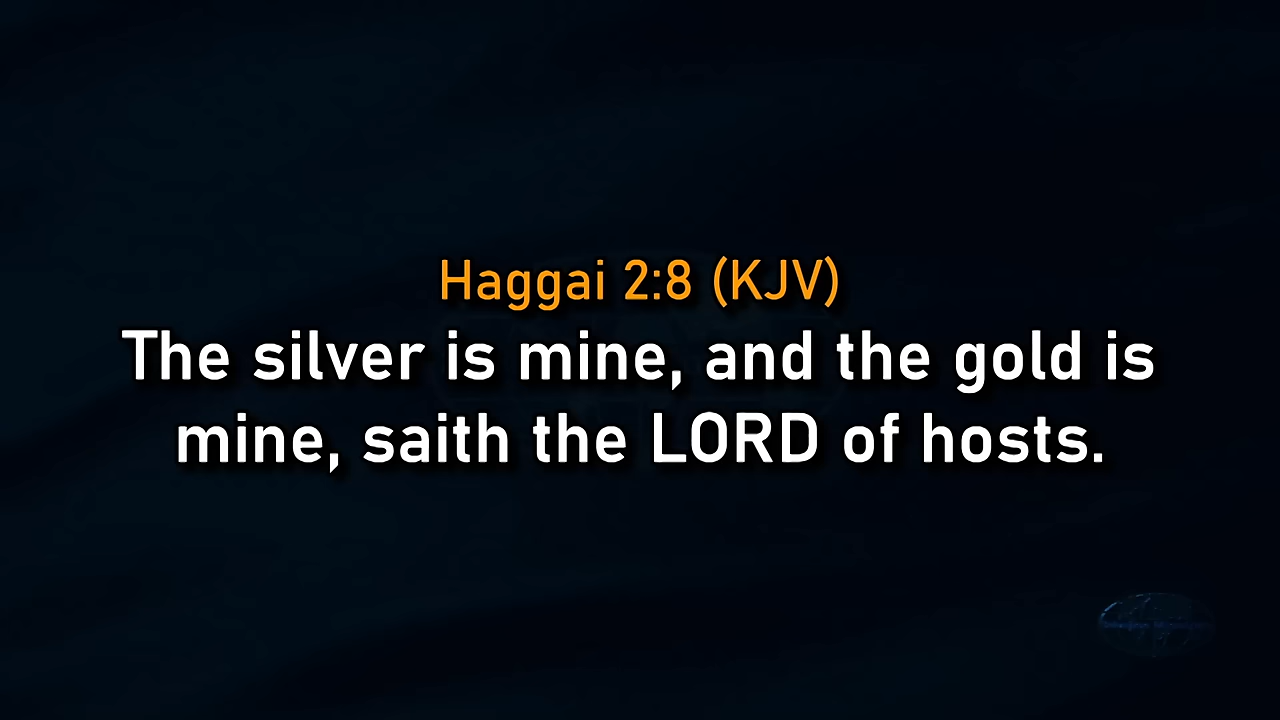 Haggai 2:8 (KJV)
The silver is mine, and the gold is
mine, saith the LORD of hosts.